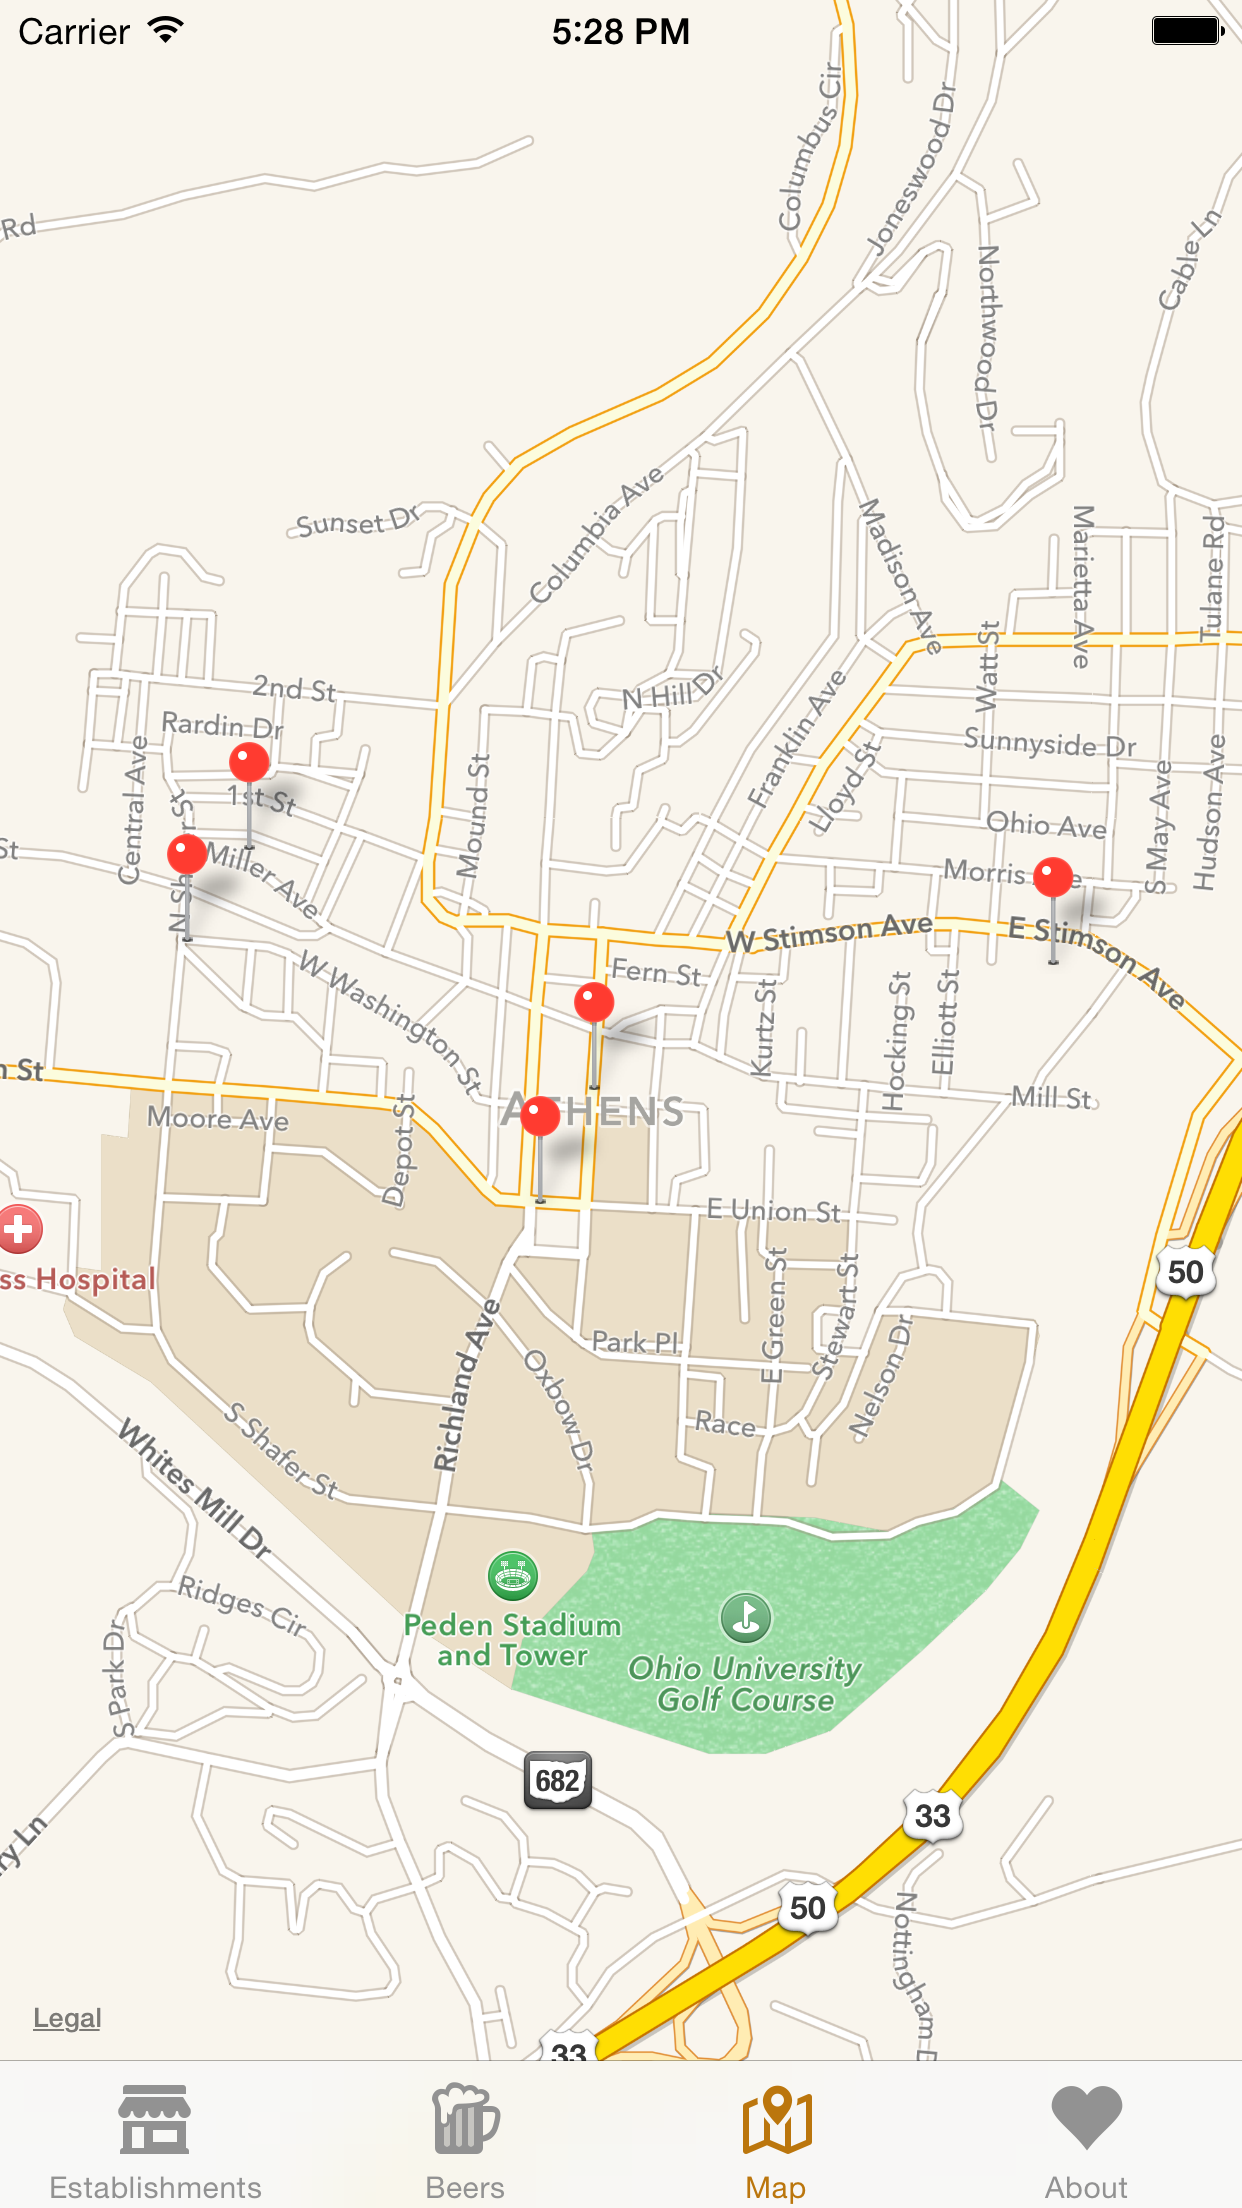 Carrier
5:28 PM
Columbus Cir
Joneswood Dr
Rd
Cable Ln
Northwood Dr
Sunset Dr
Columbia Ave
Madison Ave
Marietta Ave
Tulane Rd
Watt St
2nd St
N Hill Dr
Rardin Dr
Franklin Ave
Sunnyside Dr
Central Ave
1st St
Mound St
Lloyd St
Ohio Ave
S May Ave
Hudson Ave
St
Miller Ave
Morris
W Stimson Ave
E Stimson Ave
W Washington St
Fern St
Kurtz St
Hocking St
Elliott St
n St
Moore Ave
Depot St
ATHENS
Mill St
E Union St
ss Hospital
50
Richland Ave
Park Pl
E Green St
Stewart St
Nelson Dr
Oxbow Dr
Race
S Shafer St
Whites Mill Dr
Ridges Cir
Peden Stadium
and Tower
Ohio University
Golf Course
S Park Dr
682
33
ry Ln
50
Nottingham
Legal
33
Establishments
Beers
Map
About